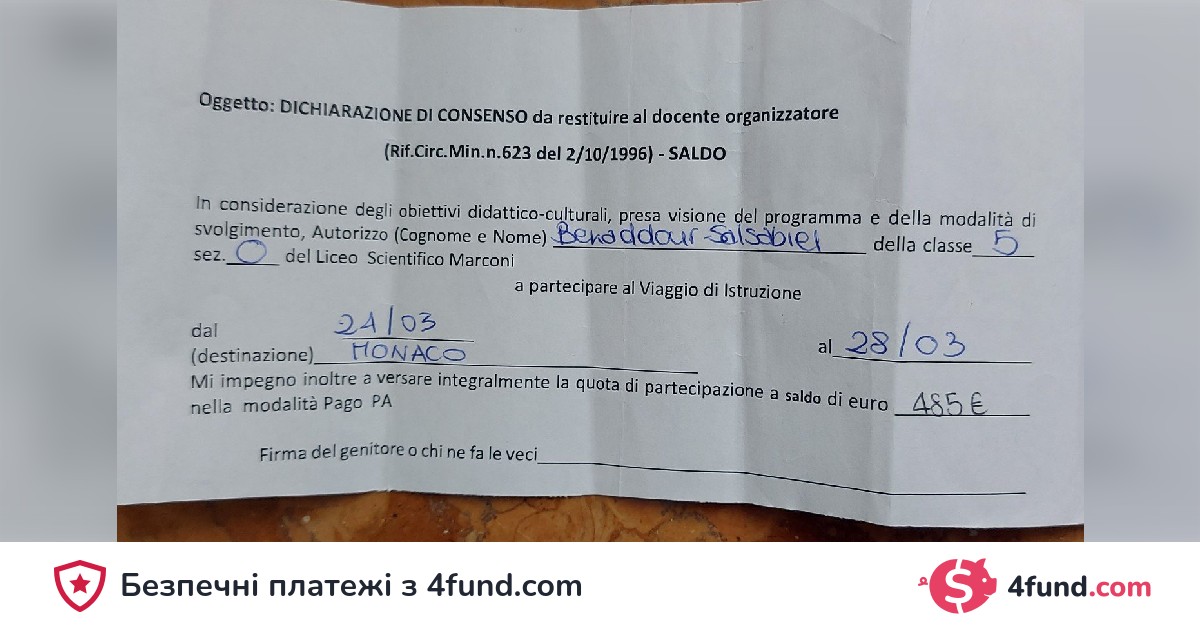 Oggetto: DICHIARAZIONE DI CONSENSO da restituire al docente organizzatore
(Rif.Circ.Min.n.623 del 2/10/1996) - SALDO
In considerazione degli obiettivi didattico-culturali, presa visione del programma e della modalità di
svolgimento, Autorizzo (Cognome e Nome) Benaddour Salsabiel della classe 5
sez. O del Liceo Scientifico Marconi
a partecipare al Viaggio di Istruzione
dal 24/03 al 28/03
(destinazione) MONACO
Mi impegno inoltre a versare integralmente la quota di partecipazione a saldo di euro 485€
nella modalità Pago PA
Firma del genitore o chi ne fa le veci
Безпечні платежі з 4fund.com
4fund.com